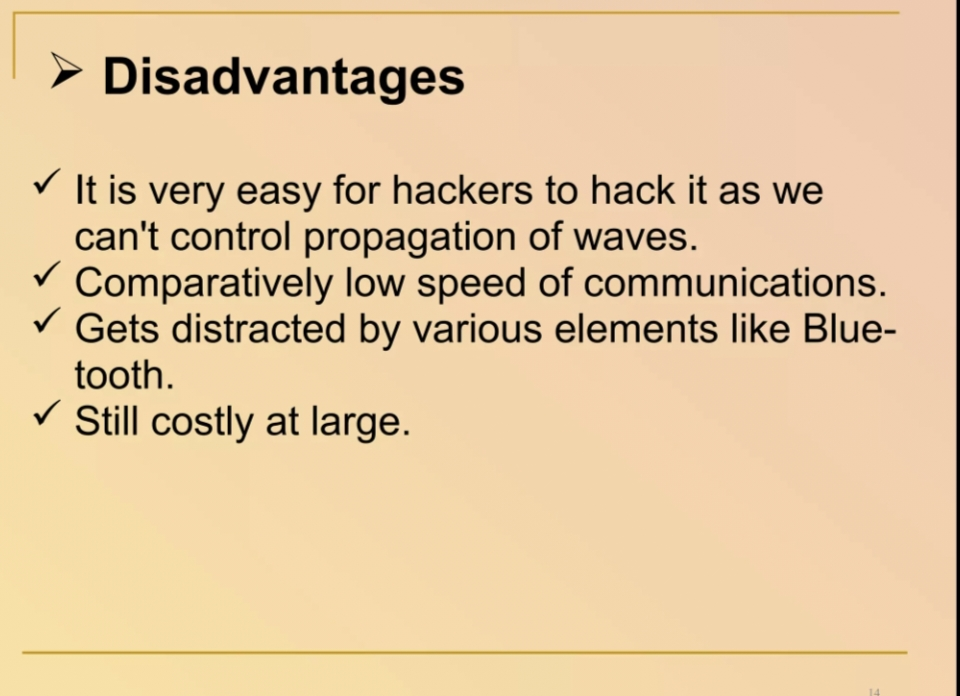 Disadvantages
It is very easy for hackers to hack it as we
can't control propagation of waves.
Comparatively low speed of communications.
Gets distracted by various elements like Blue-
tooth.
Still costly at large.
14